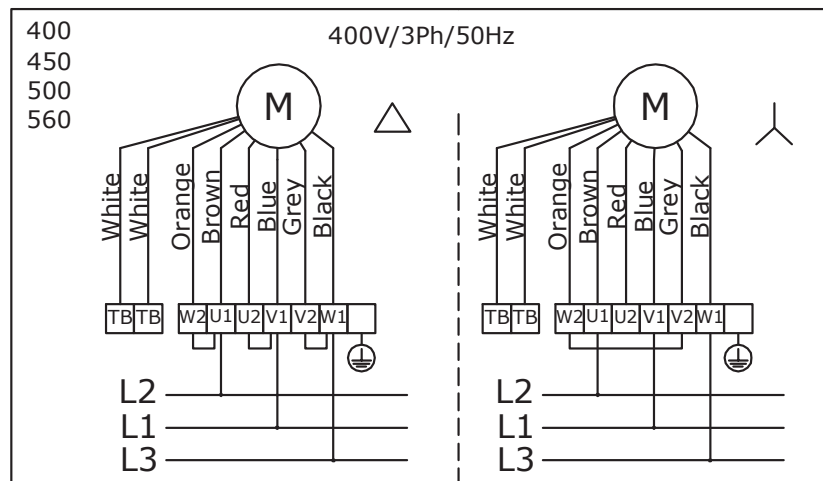 400
450
500
560
400V/3Ph/50Hz
M
White
White
Orange
Brown
Red
Blue
Grey
Black
TB TB W2 U1 U2 V1 V2 W1
L2
L1
L3
M
White
White
Orange
Brown
Red
Blue
Grey
Black
TB TB W2 U1 U2 V1 V2 W1
L2
L1
L3